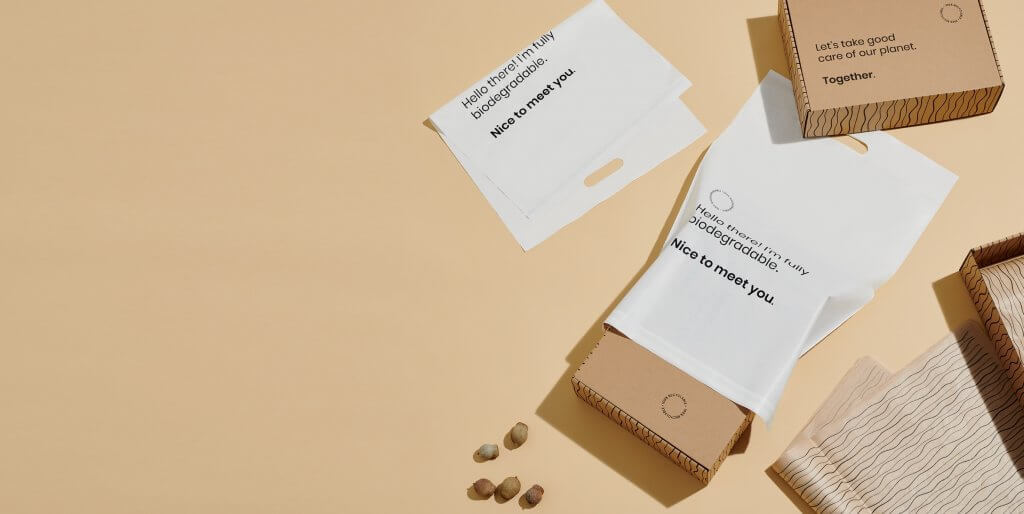 Hello there! I'm fully
biodegradable.
Nice to meet you.
Let's take good
care of our planet.
Together.
Hello there! I'm fully
biodegradable.
Nice to meet you.